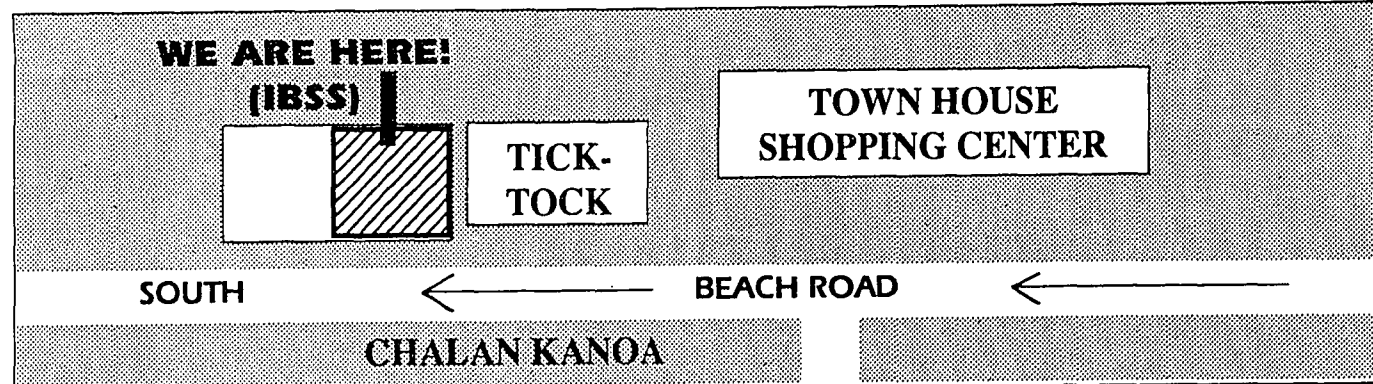 WE ARE HERE!
(IBSS)
TICK-
TOCK
TOWN HOUSE
SHOPPING CENTER
SOUTH
BEACH ROAD
CHALAN KANOA